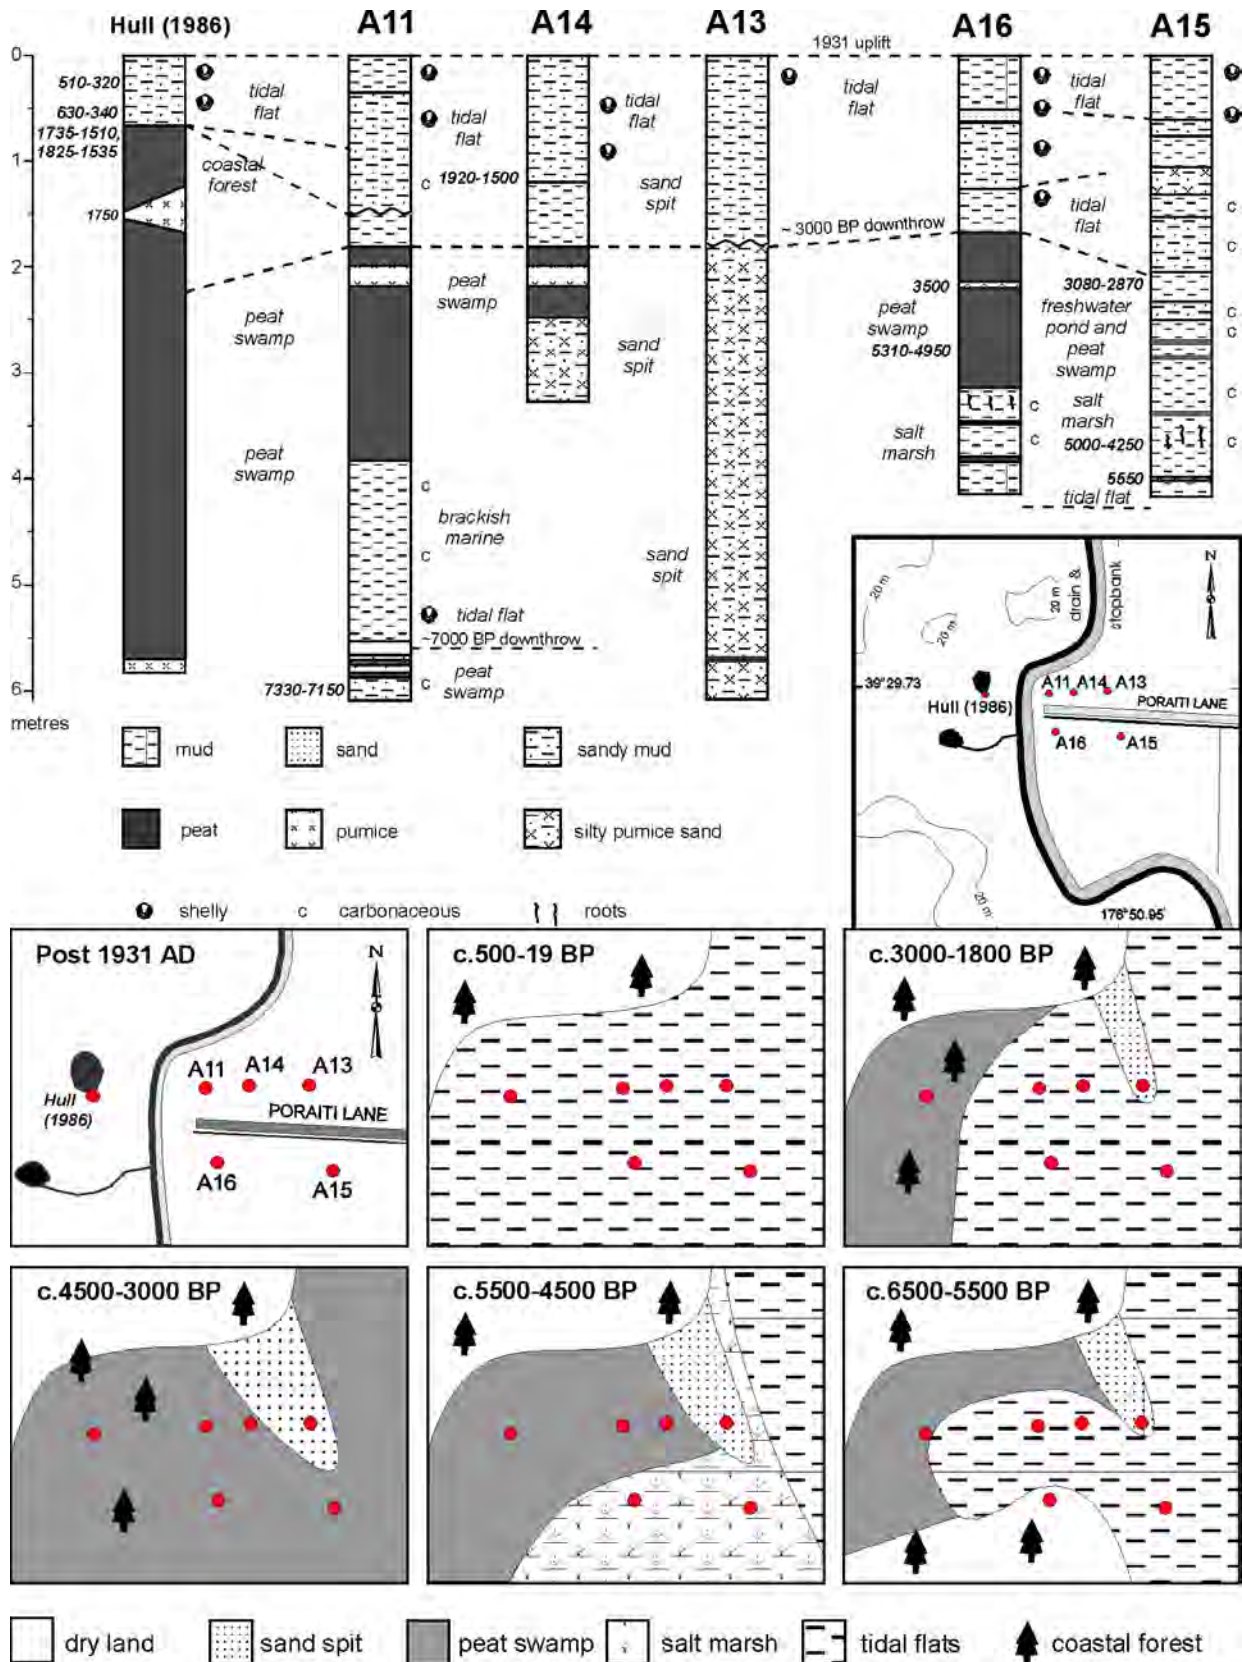 Hull (1986) A11 A14 A13 A16 A15
1931 uplift
0
510-320
tidal
flat
tidal
flat
tidal
flat
tidal
flat
tidal
flat
630-340
1735-1510,
1825-1535
1
coastal
forest
c 1920-1500
sand
spit
c
1750
~ 3000 BP downthrow
tidal
flat
c
2
peat
swamp
3500
3080-2870
peat
swamp
sand
spit
peat
swamp
5310-4950
freshwater
pond and
peat
swamp
c
c
3
c
salt
marsh
c
peat
swamp
salt
marsh
c
5000-4250
c
4
c
5550
tidal flat
brackish
marine
c
sand
spit
5
tidal flat
~7000 BP downthrow
peat
swamp
7330-7150
c
6
metres
20 m
20 m
20 m
drain &
stopbank
N
39°29.73
A11 A14 A13
Hull (1986)
PORAITI LANE
A16
A15
20 m
176°50.95'
mud
sand
sandy mud
peat
pumice
silty pumice sand
shelly
c carbonaceous
roots
Post 1931 AD
N
A11
A14
A13
Hull
(1986)
PORAITI LANE
A16
A15
c.500-19 BP
c.3000-1800 BP
c.4500-3000 BP
c.5500-4500 BP
c.6500-5500 BP
dry land
sand spit
peat swamp
salt marsh
tidal flats
coastal forest